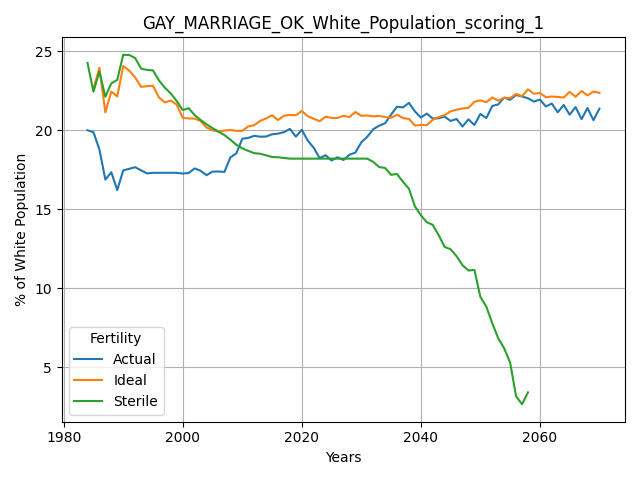 GAY_MARRIAGE_OK_White_Population_scoring_1
% of White Population
25
20
15
10
5
Fertility
Actual
Ideal
Sterile
1980 2000 2020 2040 2060
Years